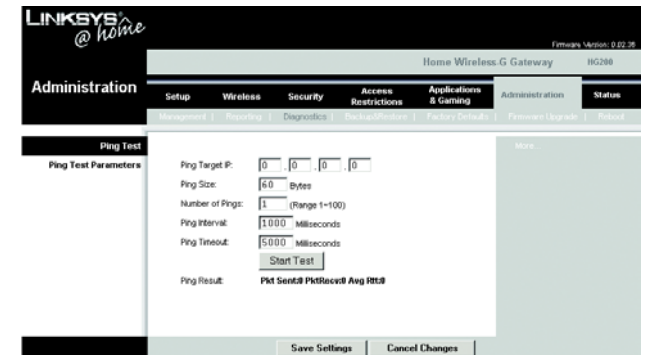 LINKSYS®
@ home
Firmware Version: 0.02.36
Home Wireless-G Gateway HG200
Administration
Setup Wireless Security Access Restrictions Applications & Gaming Administration Status
Management | Reporting | Diagnostics | Backup&Restore | Factory Defaults | Firmware Upgrade | Reboot
Ping Test
More...
Ping Test Parameters
Ping Target IP: 0 . 0 . 0 . 0
Ping Size: 60 Bytes
Number of Pings: 1 (Range 1~100)
Ping Interval: 1000 Milliseconds
Ping Timeout: 5000 Milliseconds
Start Test
Ping Result: Pkt Sent:0 PktRecv:0 Avg Rtt:0
Save Settings Cancel Changes